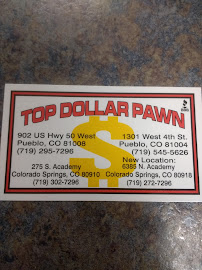 TOP DOLLAR PAWN
902 US Hwy 50 West
Pueblo, CO 81008
(719) 295-7296
1301 West 4th St.
Pueblo, CO 81004
(719) 545-5626
275 S. Academy
Colorado Springs, CO 80910
(719) 302-7296
New Location:
6385 N. Academy
Colorado Springs, CO 80918
(719) 272-7296